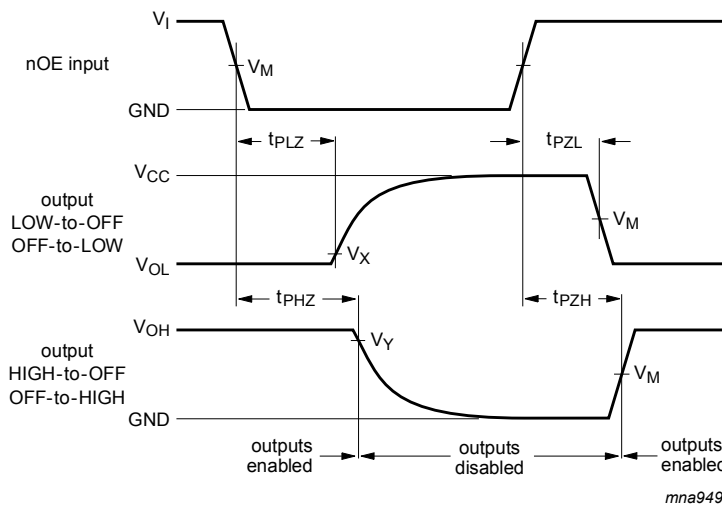 VI
nOE input
VM
GND
tPLZ
tPZL
VCC
output
LOW-to-OFF
OFF-to-LOW
VM
VX
VOL
tPHZ
tPZH
VOH
VY
output
HIGH-to-OFF
OFF-to-HIGH
VM
GND
outputs
enabled
outputs
disabled
outputs
enabled
mna949